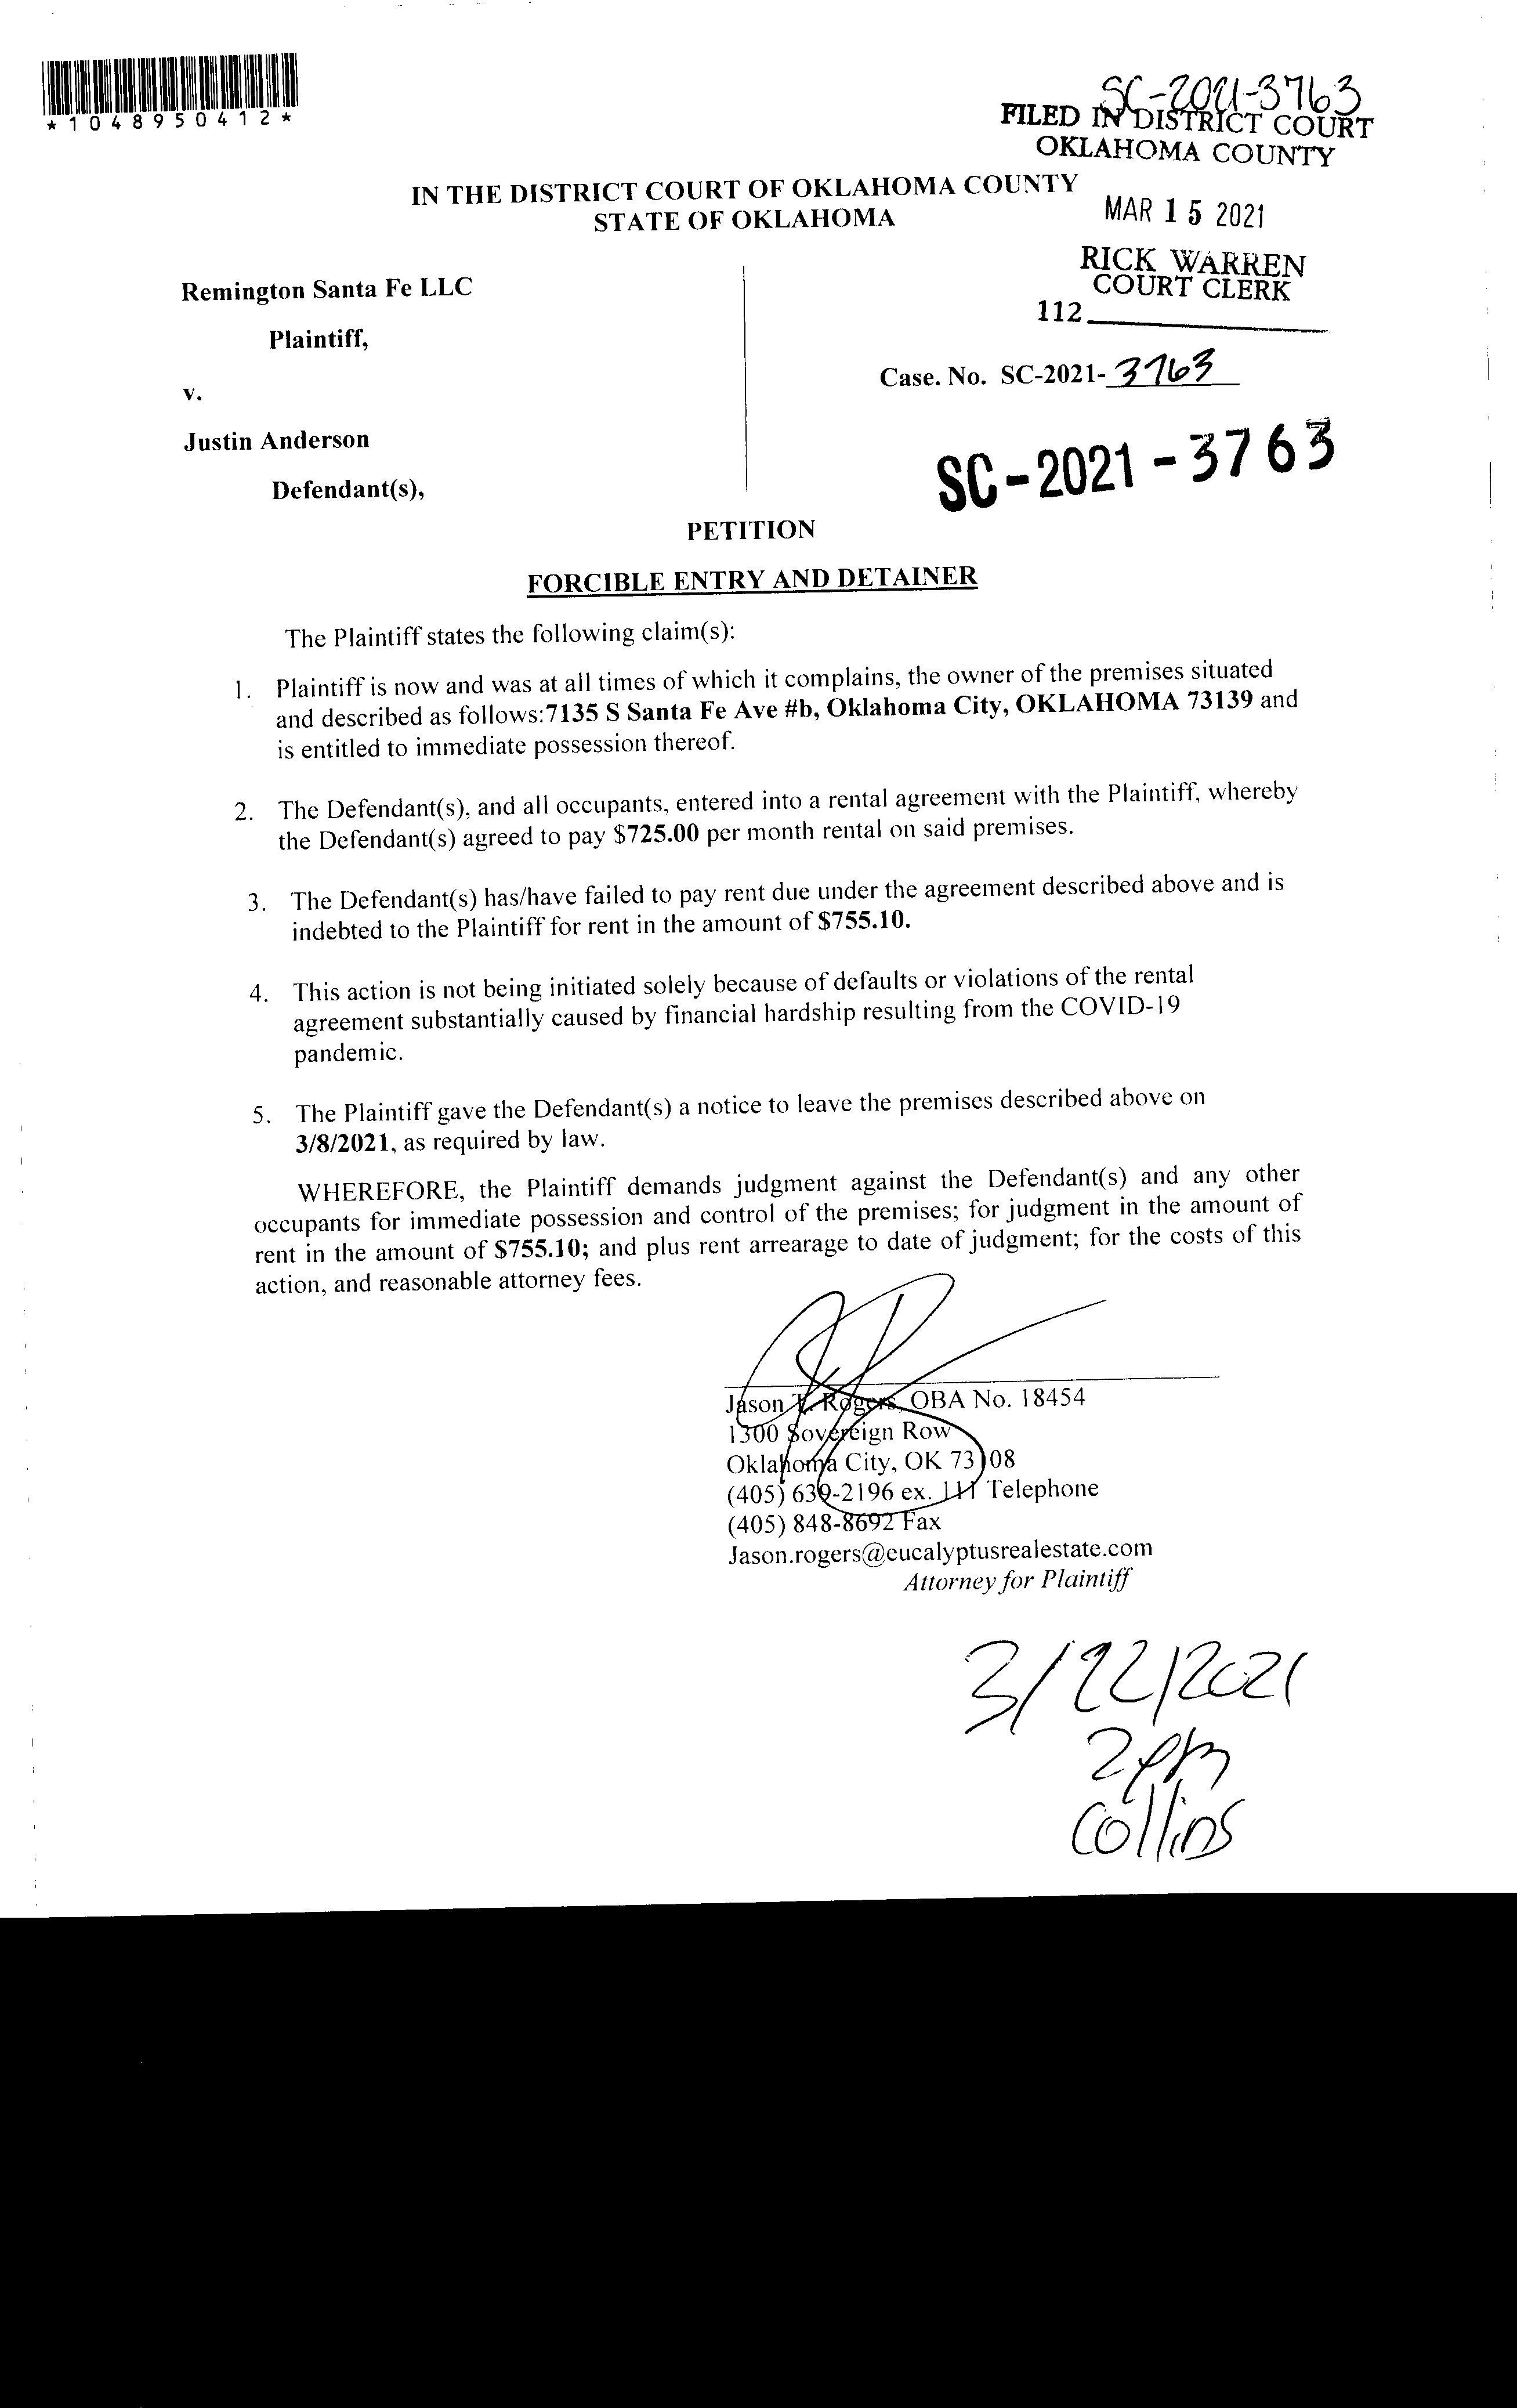 *1048950412*
SC-2021-3763
FILED IN DISTRICT COURT
OKLAHOMA COUNTY
IN THE DISTRICT COURT OF OKLAHOMA COUNTY
STATE OF OKLAHOMA
MAR 15 2021
RICK WARREN
COURT CLERK
112
Remington Santa Fe LLC
Plaintiff,
v.
Case. No. SC-2021-3763
Justin Anderson
Defendant(s),
SC-2021-3763
PETITION
FORCIBLE ENTRY AND DETAINER
The Plaintiff states the following claim(s):
1. Plaintiff is now and was at all times of which it complains, the owner of the premises situated
and described as follows:7135 S Santa Fe Ave #b, Oklahoma City, OKLAHOMA 73139 and
is entitled to immediate possession thereof.
2. The Defendant(s), and all occupants, entered into a rental agreement with the Plaintiff, whereby
the Defendant(s) agreed to pay $725.00 per month rental on said premises.
3. The Defendant(s) has/have failed to pay rent due under the agreement described above and is
indebted to the Plaintiff for rent in the amount of $755.10.
4. This action is not being initiated solely because of defaults or violations of the rental
agreement substantially caused by financial hardship resulting from the COVID-19
pandemic.
5. The Plaintiff gave the Defendant(s) a notice to leave the premises described above on
3/8/2021, as required by law.
WHEREFORE, the Plaintiff demands judgment against the Defendant(s) and any other
occupants for immediate possession and control of the premises; for judgment in the amount of
rent in the amount of $755.10; and plus rent arrearage to date of judgment; for the costs of this
action, and reasonable attorney fees.
Jason Rogers, OBA No. 18454
1300 Sovereign Row
Oklahoma City, OK 73108
(405) 639-2196 ex. 111 Telephone
(405) 848-8692 Fax
Jason.rogers@eucalyptusrealestate.com
Attorney for Plaintiff
3/22/2021
2pm
Collins